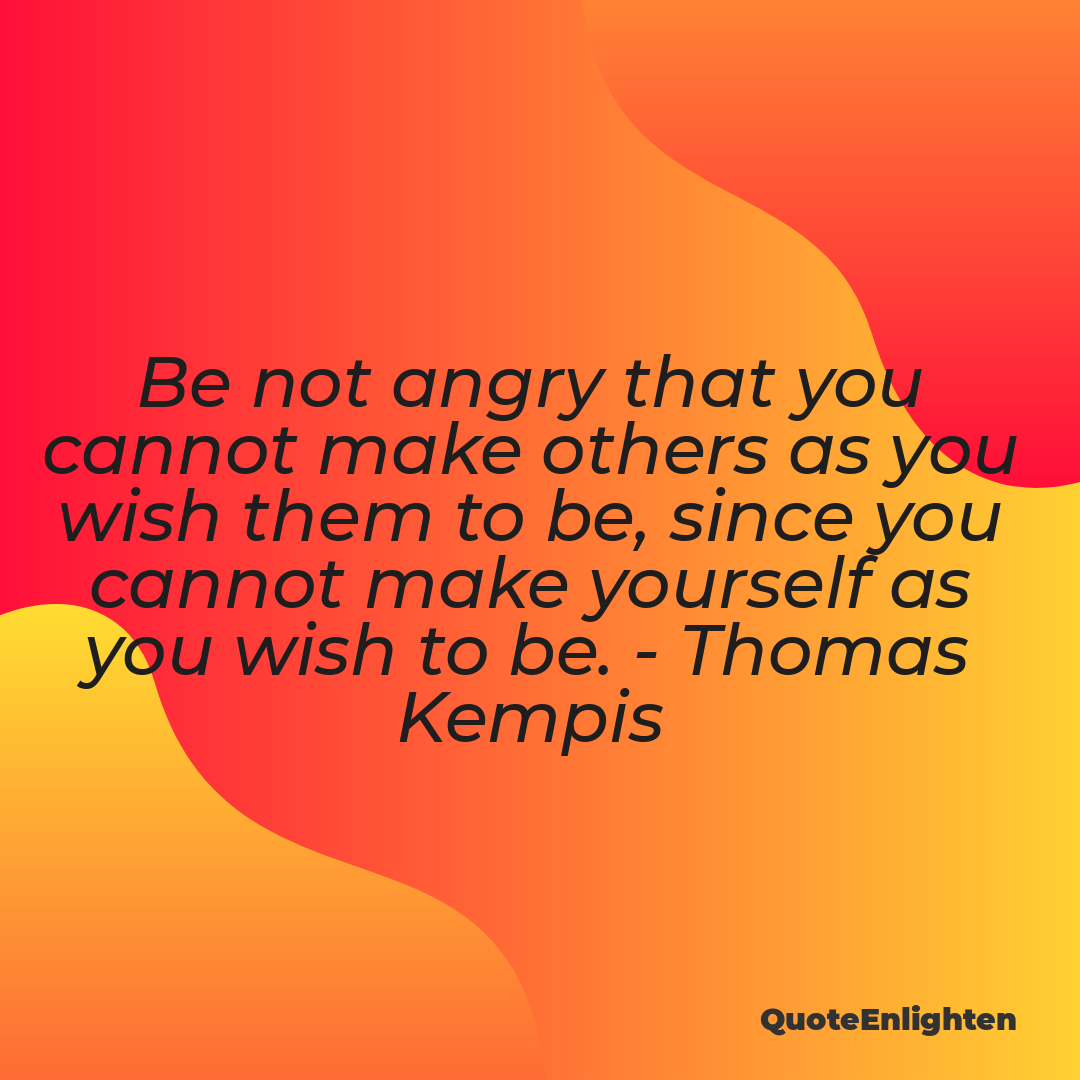 Be not angry that you
cannot make others as you
wish them to be, since you
cannot make yourself as
you wish to be. - Thomas
Kempis
QuoteEnlighten